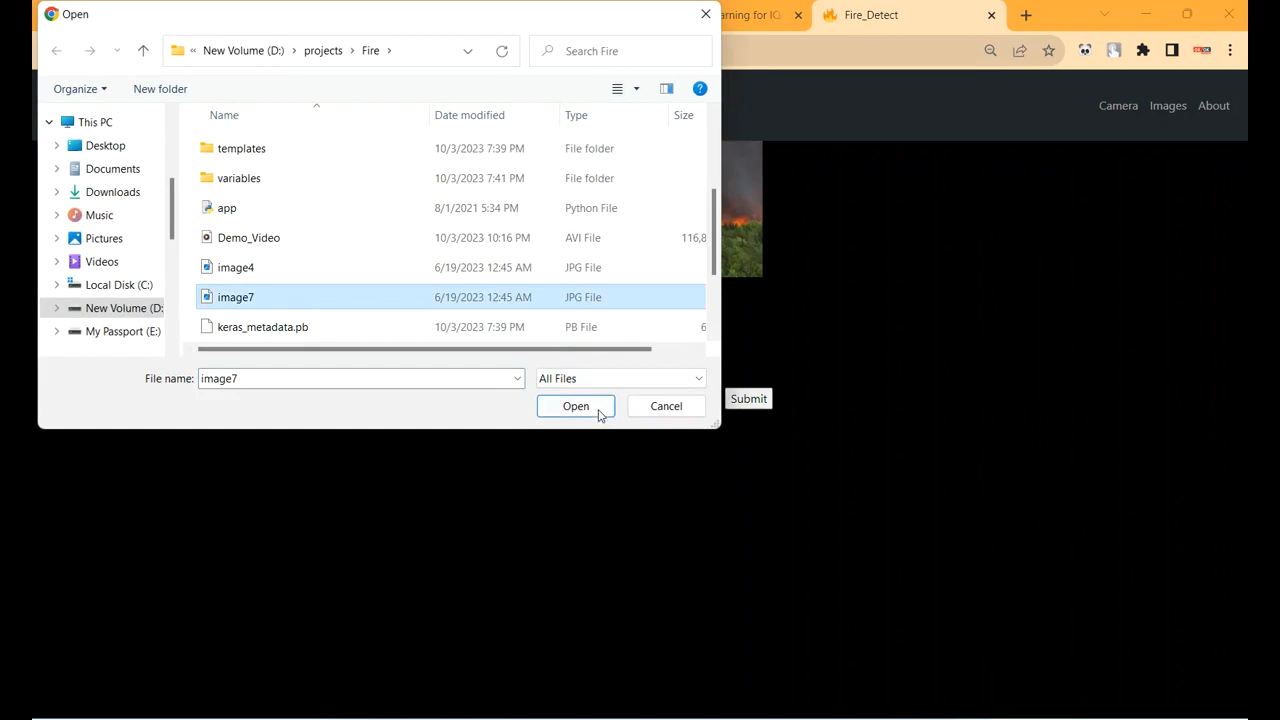 Open
arning for IC
Fire_Detect
« New Volume (D:) › projects › Fire ›
Search Fire
Camera Images About
Organize
New folder
Name
Date modified
Type
Size
This PC
Desktop
Documents
Downloads
Music
Pictures
Videos
Local Disk (C:)
New Volume (D:
My Passport (E:)
templates 10/3/2023 7:39 PM File folder
variables 10/3/2023 7:41 PM File folder
app 8/1/2021 5:34 PM Python File
Demo_Video 10/3/2023 10:16 PM AVI File 116,8
image4 6/19/2023 12:45 AM JPG File
image7 6/19/2023 12:45 AM JPG File
keras_metadata.pb 10/3/2023 7:39 PM PB File 6
File name: image7
All Files
Open
Cancel
Submit